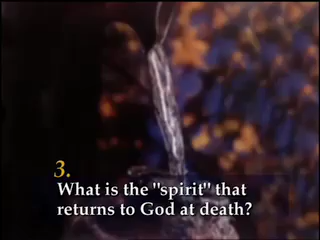 3.
What is the "spirit" that
returns to God at death?